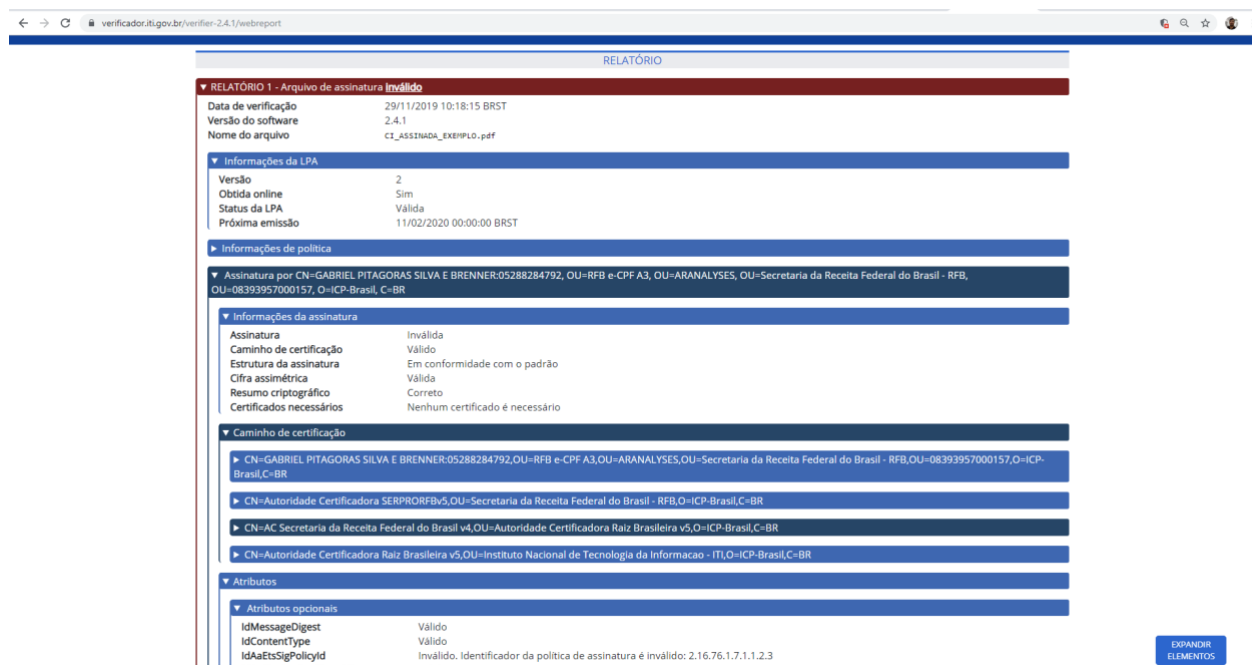 verificador.iti.gov.br/verifier-2.4.1/webreport
RELATÓRIO
RELATÓRIO 1 - Arquivo de assinatura Inválido
Data de verificação 29/11/2019 10:18:15 BRST
Versão do software 2.4.1
Nome do arquivo CI_ASSINADA_EXEMPLO.pdf
Informações da LPA
Versão 2
Obtida online Sim
Status da LPA Válida
Próxima emissão 11/02/2020 00:00:00 BRST
Informações de política
Assinatura por CN=GABRIEL PITAGORAS SILVA E BRENNER:05288284792, OU=RFB e-CPF A3, OU=ARANALYSES, OU=Secretaria da Receita Federal do Brasil - RFB,
OU=08393957000157, O=ICP-Brasil, C=BR
Informações da assinatura
Assinatura Inválida
Caminho de certificação Válido
Estrutura da assinatura Em conformidade com o padrão
Cifra assimétrica Válida
Resumo criptográfico Correto
Certificados necessários Nenhum certificado é necessário
Caminho de certificação
CN=GABRIEL PITAGORAS SILVA E BRENNER:05288284792,OU=RFB e-CPF A3,OU=ARANALYSES,OU=Secretaria da Receita Federal do Brasil - RFB,OU=08393957000157,O=ICP-
Brasil,C=BR
CN=Autoridade Certificadora SERPRORFBv5,OU=Secretaria da Receita Federal do Brasil - RFB,O=ICP-Brasil,C=BR
CN=AC Secretaria da Receita Federal do Brasil v4,OU=Autoridade Certificadora Raiz Brasileira v5,O=ICP-Brasil,C=BR
CN=Autoridade Certificadora Raiz Brasileira v5,OU=Instituto Nacional de Tecnologia da Informacao - ITI,O=ICP-Brasil,C=BR
Atributos
Atributos opcionais
IdMessageDigest Válido
IdContentType Válido
IdAaEtsSigPolicyId Inválido. Identificador da política de assinatura é inválido: 2.16.76.1.7.1.1.2.3
EXPANDIR
ELEMENTOS